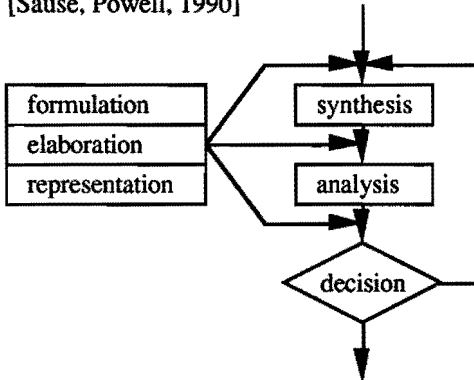 [Sause, Powell, 1990]
formulation
elaboration
representation
synthesis
analysis
decision